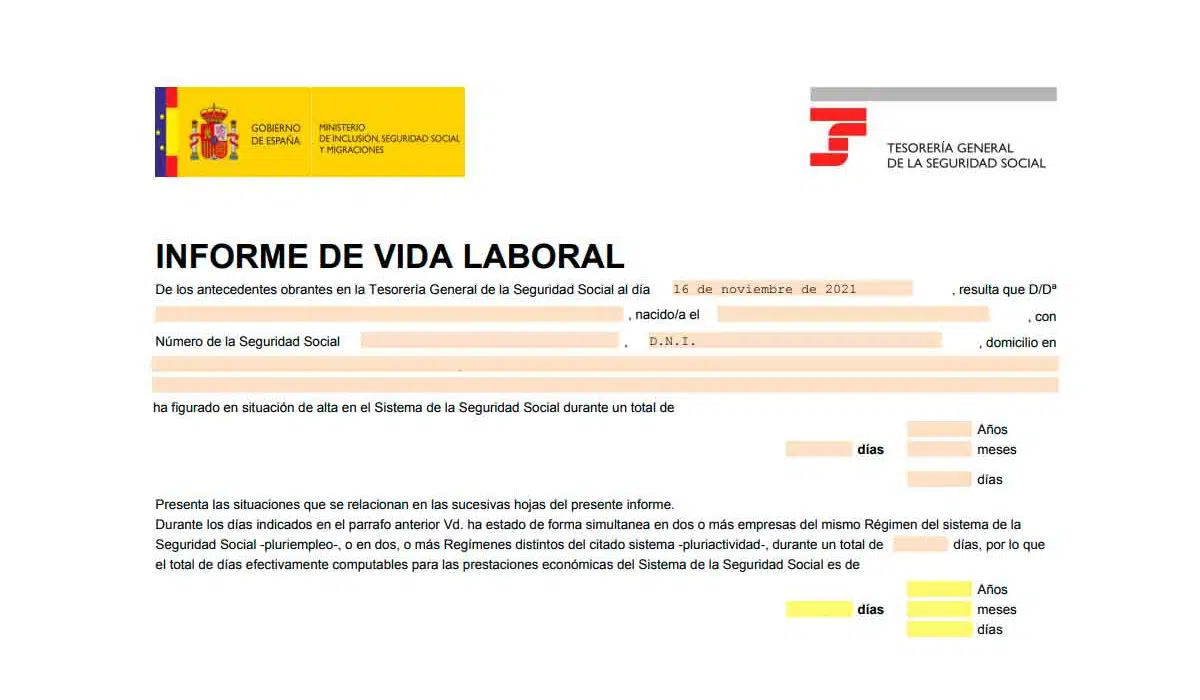 GOBIERNO
DE ESPAÑA
MINISTERIO
DE INCLUSIÓN, SEGURIDAD SOCIAL
Y MIGRACIONES
TESORERÍA GENERAL
DE LA SEGURIDAD SOCIAL
INFORME DE VIDA LABORAL
De los antecedentes obrantes en la Tesorería General de la Seguridad Social al día 16 de noviembre de 2021 , resulta que D/Dª
, nacido/a el , con
Número de la Seguridad Social , D.N.I. , domicilio en
ha figurado en situación de alta en el Sistema de la Seguridad Social durante un total de
Años
días meses
días
Presenta las situaciones que se relacionan en las sucesivas hojas del presente informe.
Durante los días indicados en el parrafo anterior Vd. ha estado de forma simultanea en dos o más empresas del mismo Régimen del sistema de la
Seguridad Social -pluriempleo-, o en dos, o más Regímenes distintos del citado sistema -pluriactividad-, durante un total de días, por lo que
el total de días efectivamente computables para las prestaciones económicas del Sistema de la Seguridad Social es de
Años
días meses
días